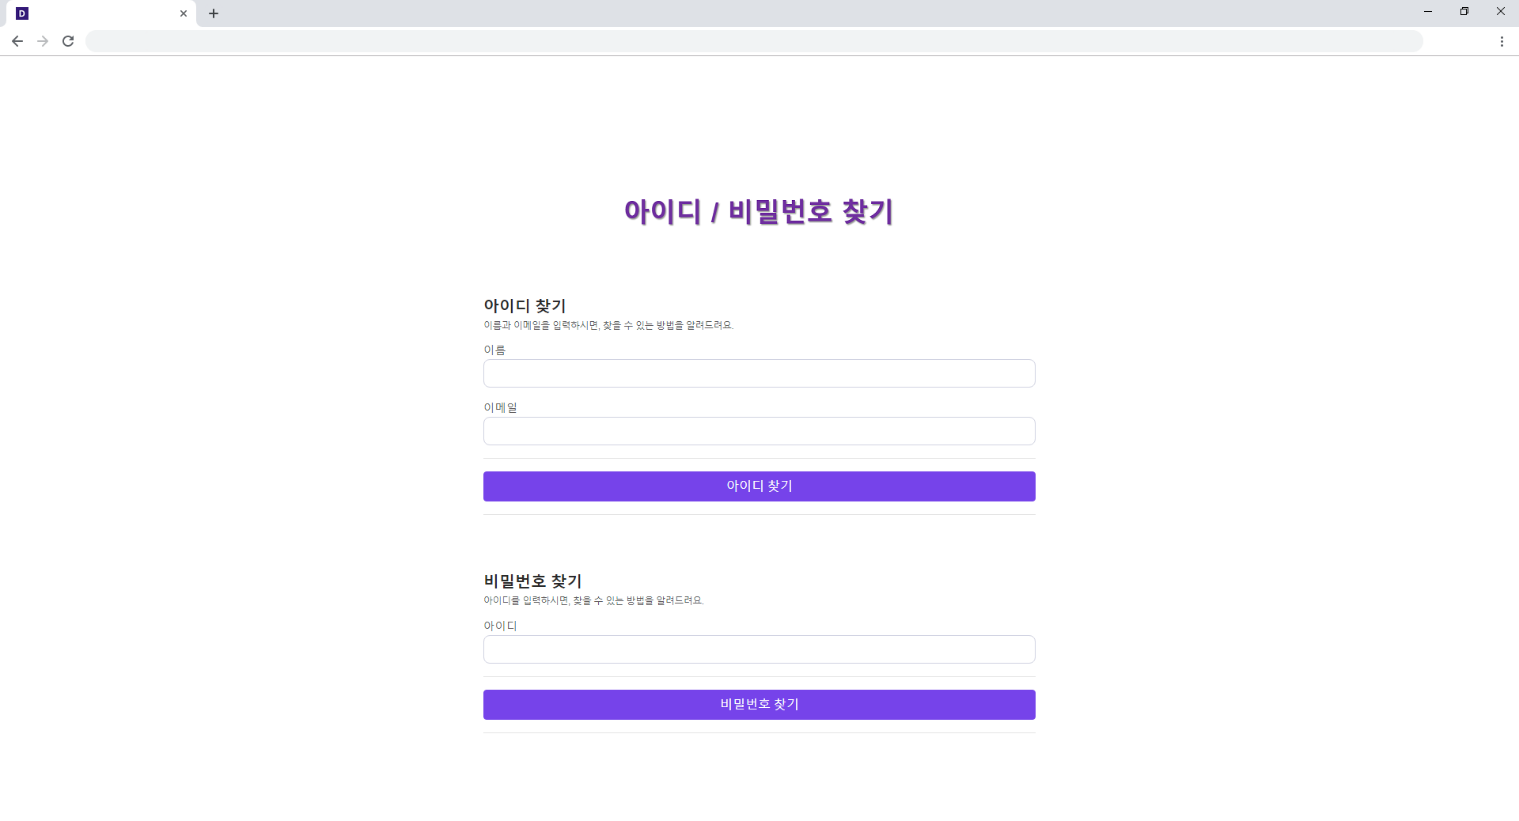 D
아이디 / 비밀번호 찾기
아이디 찾기
이름과 이메일을 입력하시면, 찾을 수 있는 방법을 알려드려요.
이름
이메일
아이디 찾기
비밀번호 찾기
아이디를 입력하시면, 찾을 수 있는 방법을 알려드려요.
아이디
비밀번호 찾기